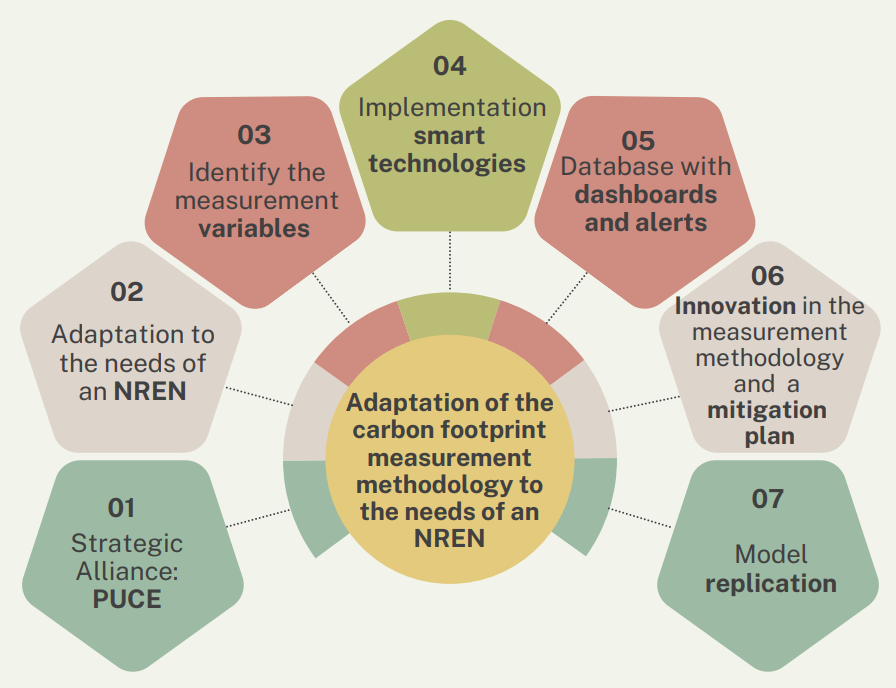 01
Strategic
Alliance:
PUCE
02
Adaptation to
the needs of
an NREN
03
Identify the
measurement
variables
04
Implementation
smart
technologies
05
Database with
dashboards
and alerts
06
Innovation in the
measurement
methodology
and a
mitigation
plan
07
Model
replication
Adaptation of the
carbon footprint
measurement
methodology to
the needs of an
NREN